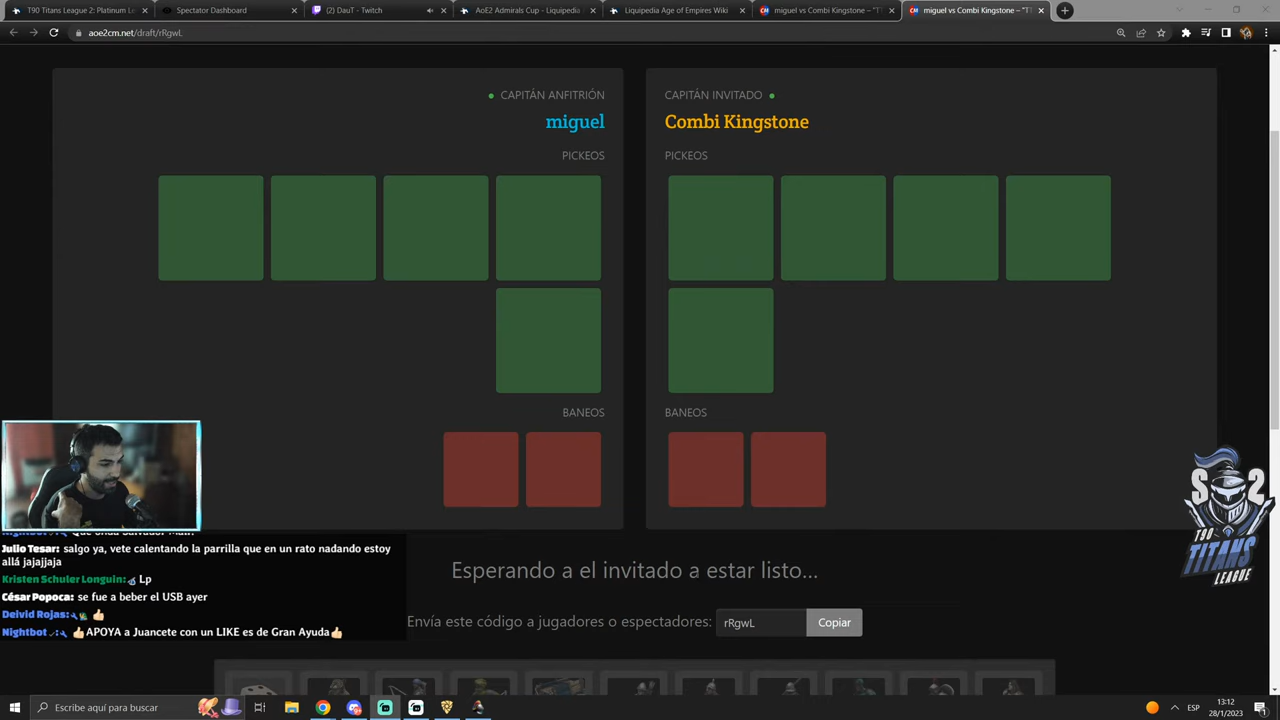 T90 Titans League 2: Platinum Le
Spectator Dashboard
(2) DauT - Twitch
AoE2 Admirals Cup - Liquipedia
Liquipedia Age of Empires Wiki
miguel vs Combi Kingstone – "T
miguel vs Combi Kingstone – "T
aoe2cm.net/draft/rRgwL
CAPITÁN ANFITRIÓN
miguel
PICKEOS
BANEOS
CAPITÁN INVITADO
Combi Kingstone
PICKEOS
BANEOS
Esperando a el invitado a estar listo...
Envía este código a jugadores o espectadores:
rRgwL
Copiar
Julio Tesar: salgo ya, vete calentando la parrilla que en un rato nadando estoy
allá jajajjaja
Kristen Schuler Longuin: Lp
César Popoca: se fue a beber el USB ayer
Deivid Rojas:
Nightbot: APOYA a Juancete con un LIKE es de Gran Ayuda
S 2
T90
TITANS
LEAGUE
Escribe aquí para buscar
ESP
13:12
28/1/2023
1